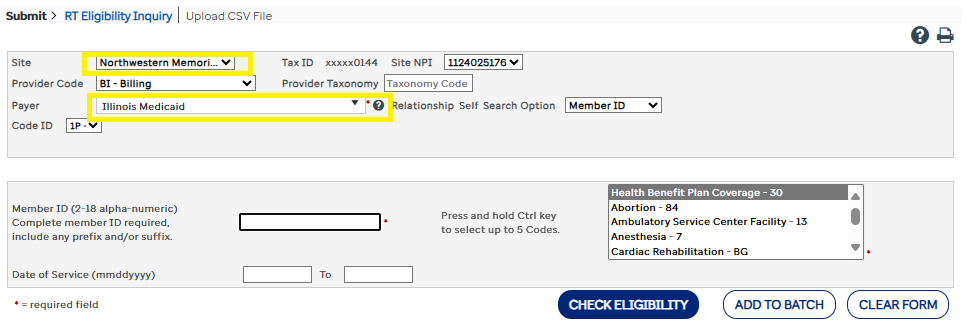 Submit > RT Eligibility Inquiry | Upload CSV File
Site Northwestern Memori... Tax ID xxxxx0144 Site NPI 1124025176
Provider Code BI - Billing Provider Taxonomy Taxonomy Code
Payer Illinois Medicaid * ? Relationship Self Search Option Member ID
Code ID 1P -
Member ID (2-18 alpha-numeric)
Complete member ID required,
include any prefix and/or suffix.
*
Press and hold Ctrl key
to select up to 5 Codes.
Health Benefit Plan Coverage - 30
Abortion - 84
Ambulatory Service Center Facility - 13
Anesthesia - 7
Cardiac Rehabilitation - BG
*
Date of Service (mmddyyyy) To
* = required field
CHECK ELIGIBILITY ADD TO BATCH CLEAR FORM